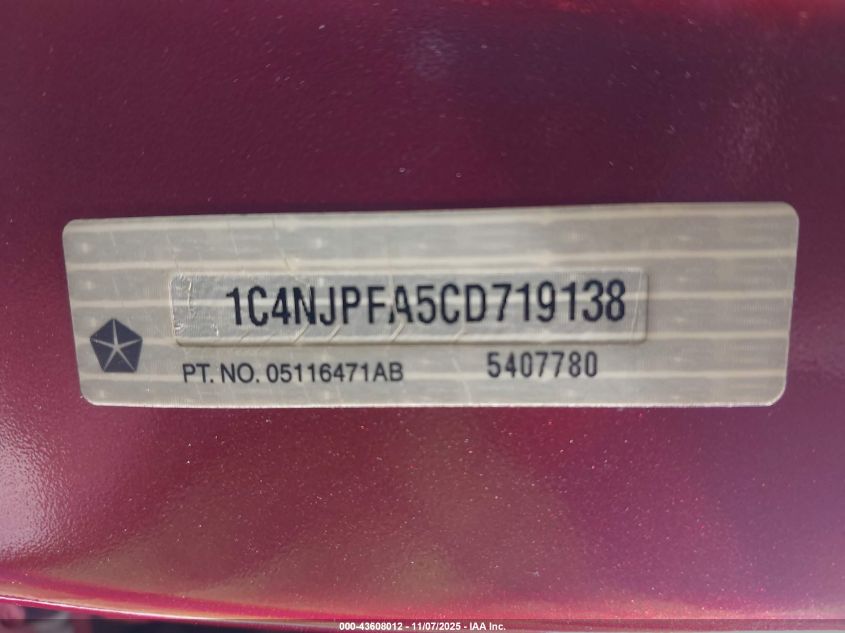 1C4NJPFA5CD719138
PT. NO. 05116471AB 5407780
000-43608012 - 11/07/2025 - IAA Inc.